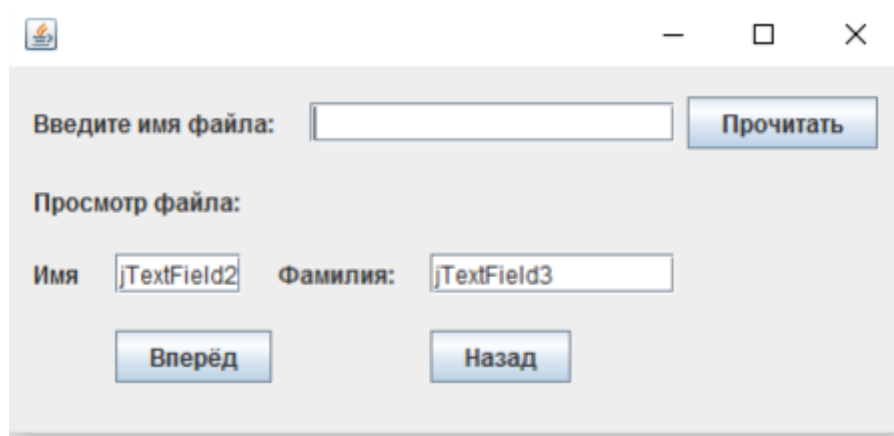 Введите имя файла: Прочитать
Просмотр файла:
Имя jTextField2 Фамилия: jTextField3
Вперёд Назад